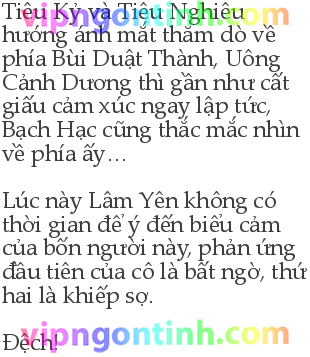 Tiêu Kỷ và Tiêu Nghiêu
hướng ánh mắt thăm dò về
phía Bùi Duật Thành, Uông
Cảnh Dương thì gần như cất
giấu cảm xúc ngay lập tức,
Bạch Hạc cũng thắc mắc nhìn
về phía ấy…
Lúc này Lâm Yên không có
thời gian để ý đến biểu cảm
của bốn người này, phản ứng
đầu tiên của cô là bất ngờ, thứ
hai là khiếp sợ.
Đệch!
vipngontinh.com
vipngontinh.com
vipngontinh.com